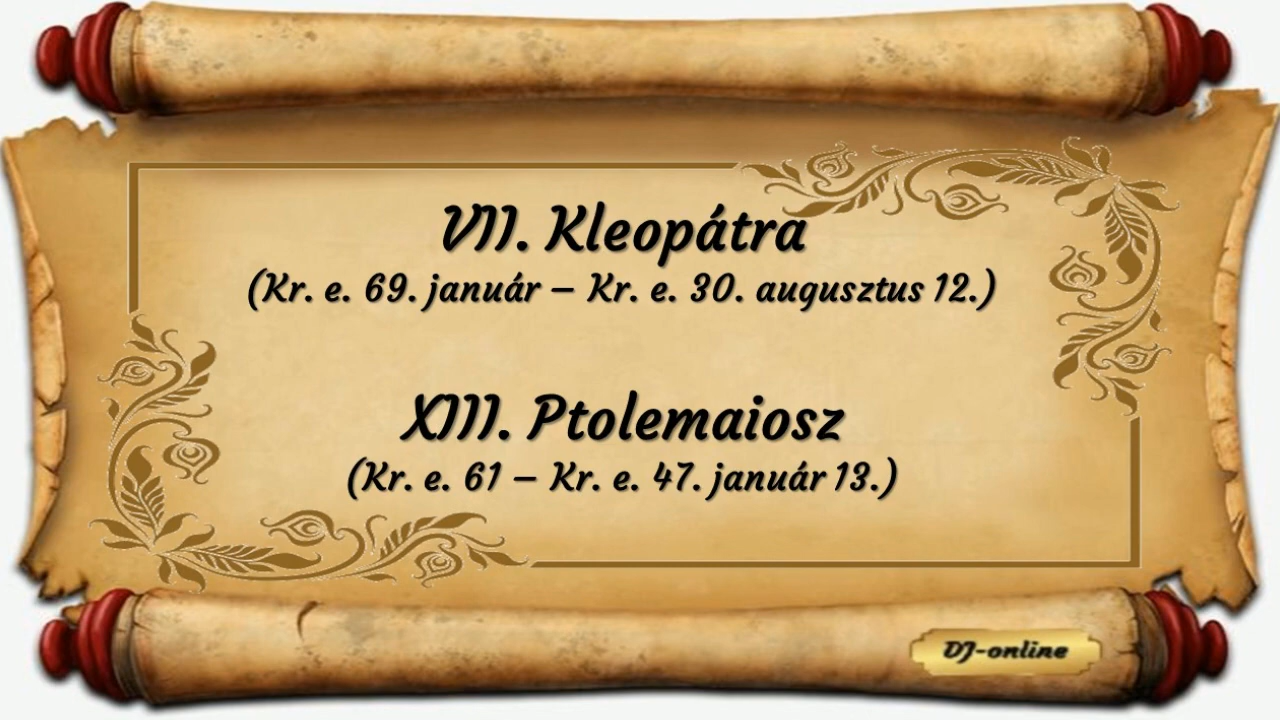 VII. Kleopátra
(Kr. e. 69. január – Kr. e. 30. augusztus 12.)
XIII. Ptolemaiosz
(Kr. e. 61 – Kr. e. 47. január 13.)
DJ-online